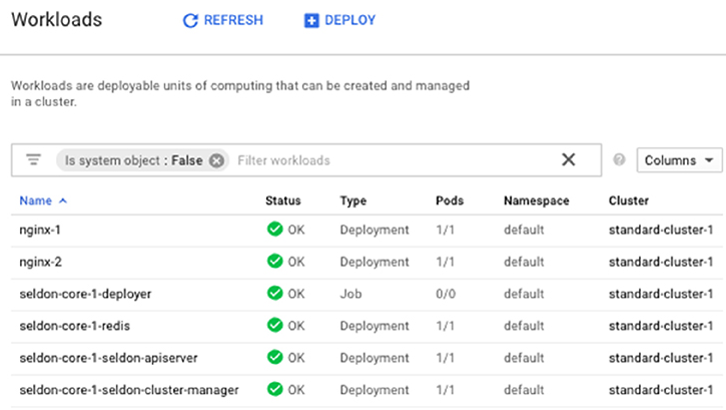 Workloads REFRESH DEPLOY
Workloads are deployable units of computing that can be created and managed
in a cluster.
Is system object : False Filter workloads Columns
Name Status Type Pods Namespace Cluster
nginx-1 OK Deployment 1/1 default standard-cluster-1
nginx-2 OK Deployment 1/1 default standard-cluster-1
seldon-core-1-deployer OK Job 0/0 default standard-cluster-1
seldon-core-1-redis OK Deployment 1/1 default standard-cluster-1
seldon-core-1-seldon-apiserver OK Deployment 1/1 default standard-cluster-1
seldon-core-1-seldon-cluster-manager OK Deployment 1/1 default standard-cluster-1